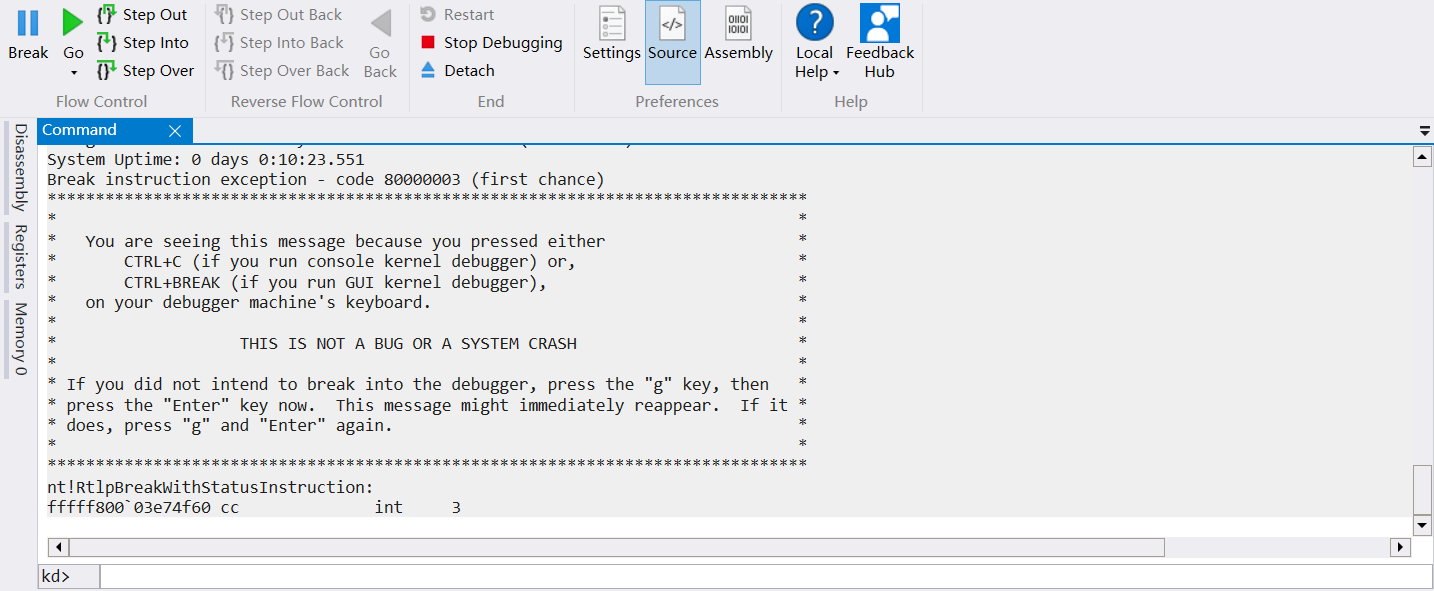 Break
Go
Step Out
Step Into
Step Over
Flow Control
Step Out Back
Step Into Back
Step Over Back
Go
Back
Reverse Flow Control
Restart
Stop Debugging
Detach
End
Settings
Source
Assembly
Preferences
Local
Help
Feedback
Hub
Help
Disassembly
Registers
Memory 0
Command
System Uptime: 0 days 0:10:23.551
Break instruction exception - code 80000003 (first chance)
*******************************************************************************
*                                                                             *
*   You are seeing this message because you pressed either                    *
*       CTRL+C (if you run console kernel debugger) or,                       *
*       CTRL+BREAK (if you run GUI kernel debugger),                          *
*   on your debugger machine's keyboard.                                      *
*                                                                             *
*                   THIS IS NOT A BUG OR A SYSTEM CRASH                       *
*                                                                             *
* If you did not intend to break into the debugger, press the "g" key, then   *
* press the "Enter" key now.  This message might immediately reappear.  If it *
* does, press "g" and "Enter" again.                                          *
*                                                                             *
*******************************************************************************
nt!RtlpBreakWithStatusInstruction:
fffff800`03e74f60 cc              int     3
kd>